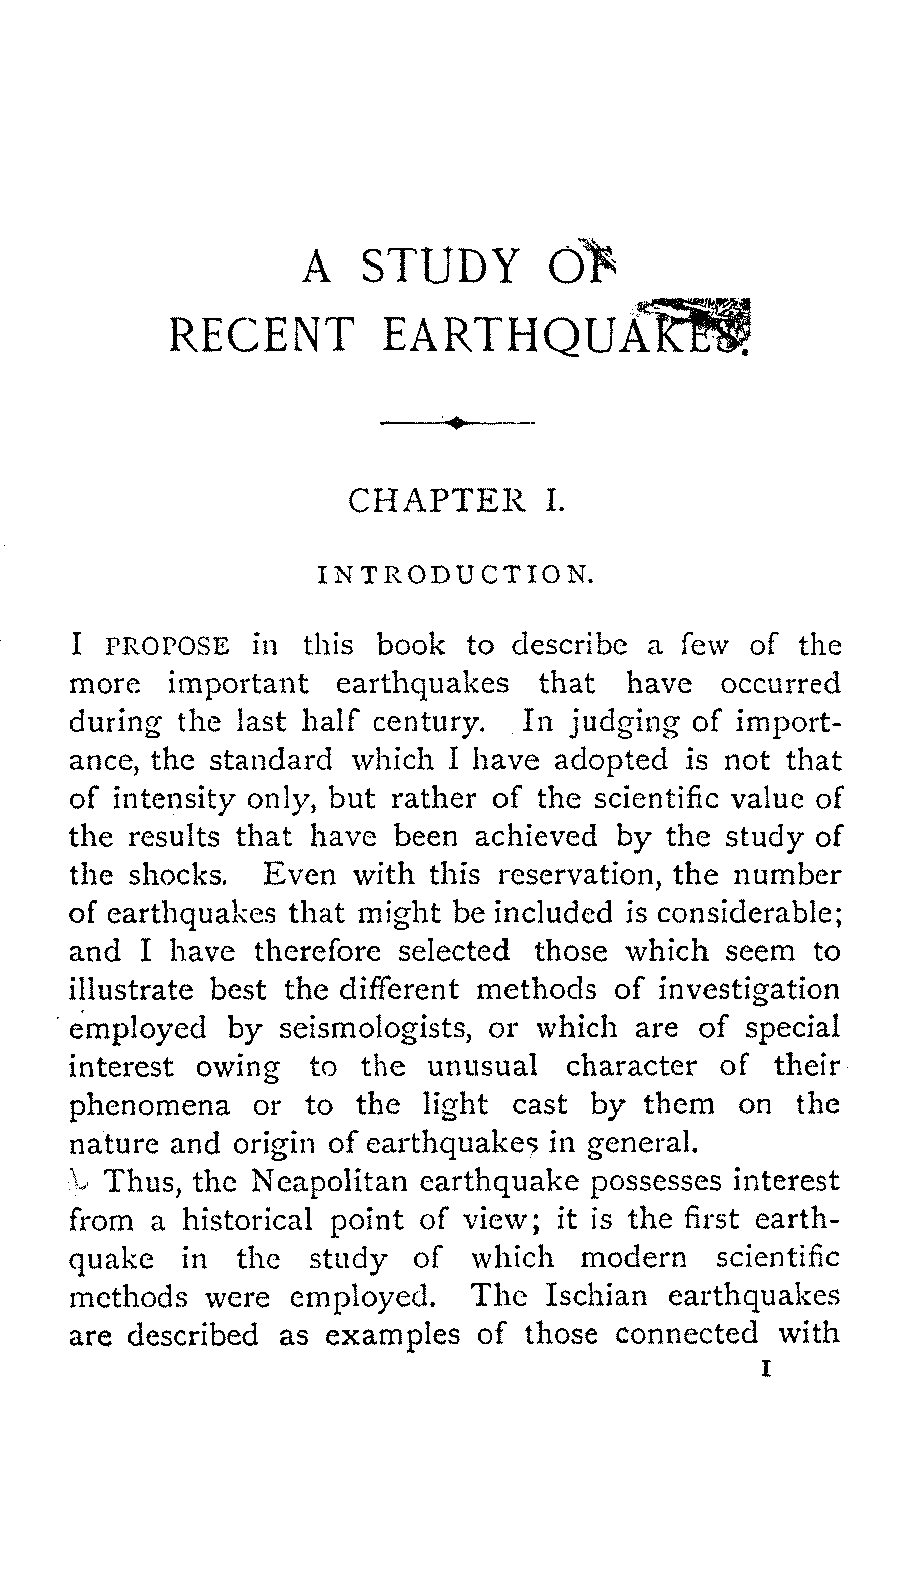 A STUDY OF
RECENT EARTHQUAKES.
CHAPTER I.
INTRODUCTION.
I PROPOSE in this book to describe a few of the
more important earthquakes that have occurred
during the last half century. In judging of import-
ance, the standard which I have adopted is not that
of intensity only, but rather of the scientific value of
the results that have been achieved by the study of
the shocks. Even with this reservation, the number
of earthquakes that might be included is considerable;
and I have therefore selected those which seem to
illustrate best the different methods of investigation
employed by seismologists, or which are of special
interest owing to the unusual character of their
phenomena or to the light cast by them on the
nature and origin of earthquakes in general.
Thus, the Neapolitan earthquake possesses interest
from a historical point of view; it is the first earth-
quake in the study of which modern scientific
methods were employed. The Ischian earthquakes
are described as examples of those connected with
I